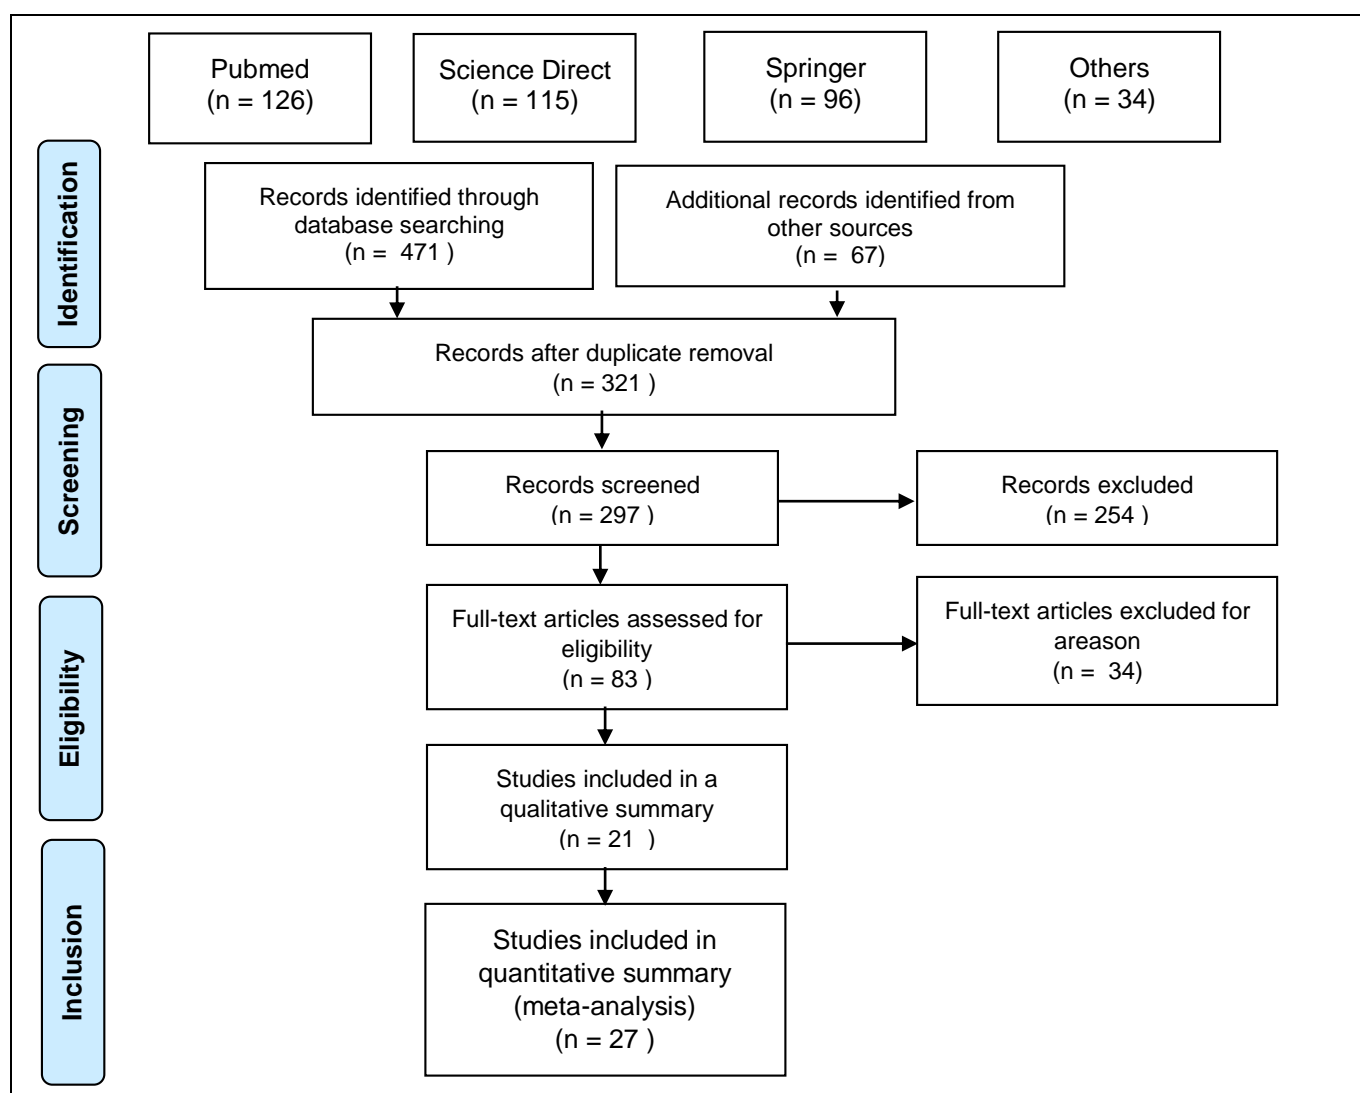 Pubmed
(n = 126)
Science Direct
(n = 115)
Springer
(n = 96)
Others
(n = 34)
Identification
Records identified through
database searching
(n =  471 )
Additional records identified from
other sources
(n =  67)
Records after duplicate removal
(n = 321 )
Screening
Records screened
(n = 297 )
Records excluded
(n = 254 )
Eligibility
Full-text articles assessed for
eligibility
(n = 83 )
Full-text articles excluded for
areason
(n =  34)
Studies included in a
qualitative summary
(n = 21  )
Inclusion
Studies included in
quantitative summary
(meta-analysis)
(n = 27 )